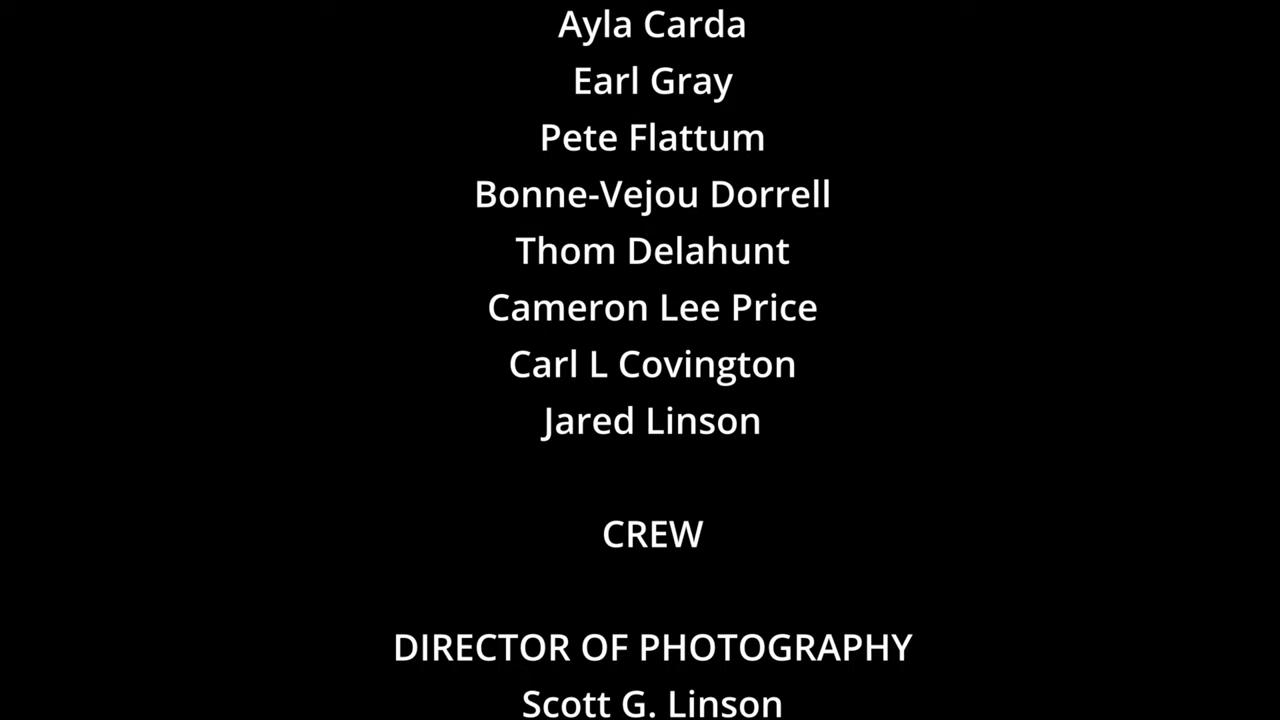 Ayla Carda
Earl Gray
Pete Flattum
Bonne-Vejou Dorrell
Thom Delahunt
Cameron Lee Price
Carl L Covington
Jared Linson
CREW
DIRECTOR OF PHOTOGRAPHY
Scott G. Linson